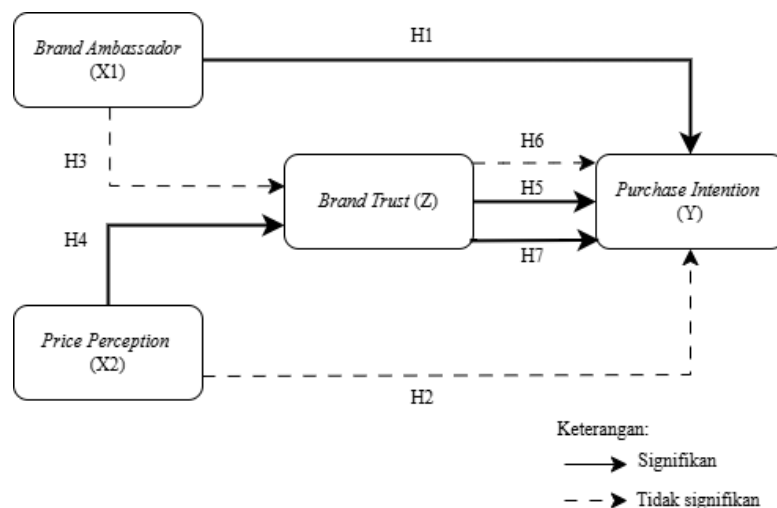 H1
Brand Ambassador
(X1)
H3
H6
Brand Trust (Z)
H5
Purchase Intention
(Y)
H4
H7
Price Perception
(X2)
H2
Keterangan:
Signifikan
Tidak signifikan